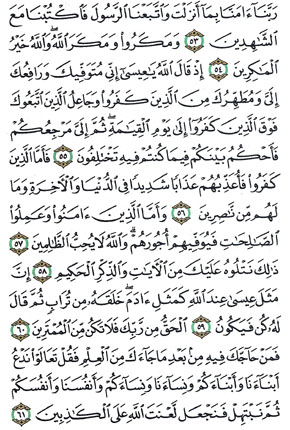 رَبَّنَآ ءَامَنَّا بِمَآ أَنزَلْتَ وَٱتَّبَعْنَا ٱلرَّسُولَ فَٱكْتُبْنَا مَعَ
ٱلشَّٰهِدِينَ ٥٣ وَمَكَرُوا۟ وَمَكَرَ ٱللَّهُ ۖ وَٱللَّهُ خَيْرُ
ٱلْمَٰكِرِينَ ٥٤ إِذْ قَالَ ٱللَّهُ يَٰعِيسَىٰٓ إِنِّى مُتَوَفِّيكَ وَرَافِعُكَ
إِلَىَّ وَمُطَهِّرُكَ مِنَ ٱلَّذِينَ كَفَرُوا۟ وَجَاعِلُ ٱلَّذِينَ ٱتَّبَعُوكَ
فَوْقَ ٱلَّذِينَ كَفَرُوٓا۟ إِلَىٰ يَوْمِ ٱلْقِيَٰمَةِ ۖ ثُمَّ إِلَىَّ مَرْجِعُكُمْ
فَأَحْكُمُ بَيْنَكُمْ فِيمَا كُنتُمْ فِيهِ تَخْتَلِفُونَ ٥٥ فَأَمَّا ٱلَّذِينَ
كَفَرُوا۟ فَأُعَذِّبُهُمْ عَذَابًا شَدِيدًا فِى ٱلدُّنْيَا وَٱلْءَاخِرَةِ وَمَا
لَهُم مِّن نَّٰصِرِينَ ٥٦ وَأَمَّا ٱلَّذِينَ ءَامَنُوا۟ وَعَمِلُوا۟
ٱلصَّٰلِحَٰتِ فَيُوَفِّيهِمْ أُجُورَهُمْ ۗ وَٱللَّهُ لَا يُحِبُّ ٱلظَّٰلِمِينَ ٥٧
ذَٰلِكَ نَتْلُوهُ عَلَيْكَ مِنَ ٱلْءَايَٰتِ وَٱلذِّكْرِ ٱلْحَكِيمِ ٥٨ إِنَّ
مَثَلَ عِيسَىٰ عِندَ ٱللَّهِ كَمَثَلِ ءَادَمَ ۖ خَلَقَهُۥ مِن تُرَابٍ ثُمَّ قَالَ
لَهُۥ كُن فَيَكُونُ ٥٩ ٱلْحَقُّ مِن رَّبِّكَ فَلَا تَكُن مِّنَ ٱلْمُمْتَرِينَ ٦٠
فَمَنْ حَآجَّكَ فِيهِ مِنۢ بَعْدِ مَا جَآءَكَ مِنَ ٱلْعِلْمِ فَقُلْ تَعَالَوْا۟ نَدْعُ
أَبْنَآءَنَا وَأَبْنَآءَكُمْ وَنِسَآءَنَا وَنِسَآءَكُمْ وَأَنفُسَنَا وَأَنفُسَكُمْ
ثُمَّ نَبْتَهِلْ فَنَجْعَل لَّعْنَتَ ٱللَّهِ عَلَى ٱلْكَٰذِبِينَ ٦١